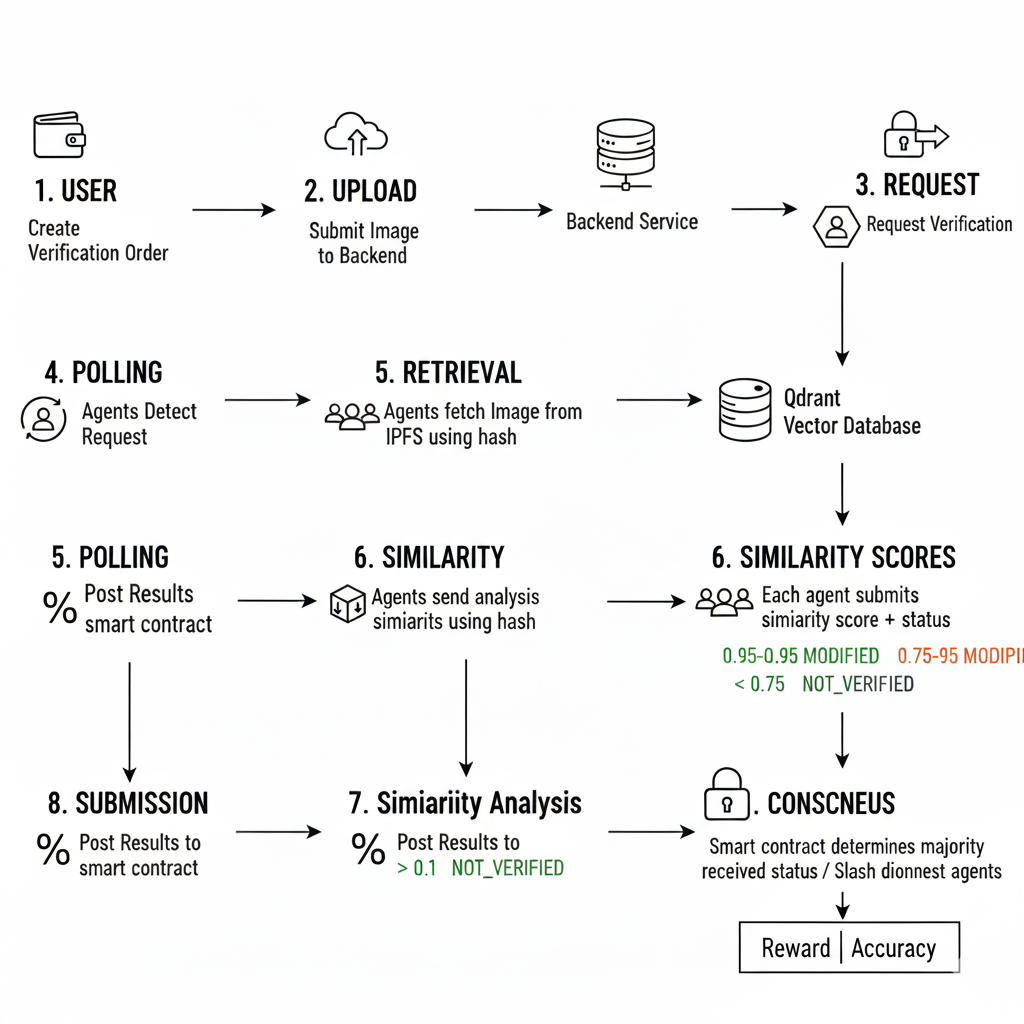 1. USER
Create
Verification Order
2. UPLOAD
Submit Image
to Backend
Backend Service
3. REQUEST
Request Verification
4. POLLING
Agents Detect
Request
5. RETRIEVAL
Agents fetch Image from
IPFS using hash
Qdrant
Vector Database
5. POLLING
% Post Results
smart contract
6. SIMILARITY
Agents send analysis
simiarits using hash
6. SIMILARITY SCORES
Each agent submits
simiarity score + status
0.95-0.95 MODIFIED 0.75-95 MODIPI
< 0.75 NOT_VERIFIED
8. SUBMISSION
% Post Results to
smart contract
7. Simiariity Analysis
% Post Results to
> 0.1 NOT_VERIFIED
. CONSCNEUS
Smart contract determines majority
received status / Slash dionnest agents
Reward | Accuracy